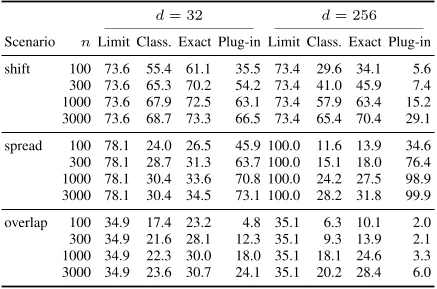 d = 32 d = 256
Scenario n Limit Class. Exact Plug-in Limit Class. Exact Plug-in
shift 100 73.6 55.4 61.1 35.5 73.4 29.6 34.1 5.6
300 73.6 65.3 70.2 54.2 73.4 41.0 45.9 7.4
1000 73.6 67.9 72.5 63.1 73.4 57.9 63.4 15.2
3000 73.6 68.7 73.3 66.5 73.4 65.4 70.4 29.1
spread 100 78.1 24.0 26.5 45.9 100.0 11.6 13.9 34.6
300 78.1 28.7 31.3 63.7 100.0 15.1 18.0 76.4
1000 78.1 30.4 33.6 70.8 100.0 24.2 27.5 98.9
3000 78.1 30.4 34.5 73.1 100.0 28.2 31.8 99.9
overlap 100 34.9 17.4 23.2 4.8 35.1 6.3 10.1 2.0
300 34.9 21.6 28.1 12.3 35.1 9.3 13.9 2.1
1000 34.9 22.3 30.0 18.0 35.1 18.1 24.6 3.3
3000 34.9 23.6 30.7 24.1 35.1 20.2 28.4 6.0